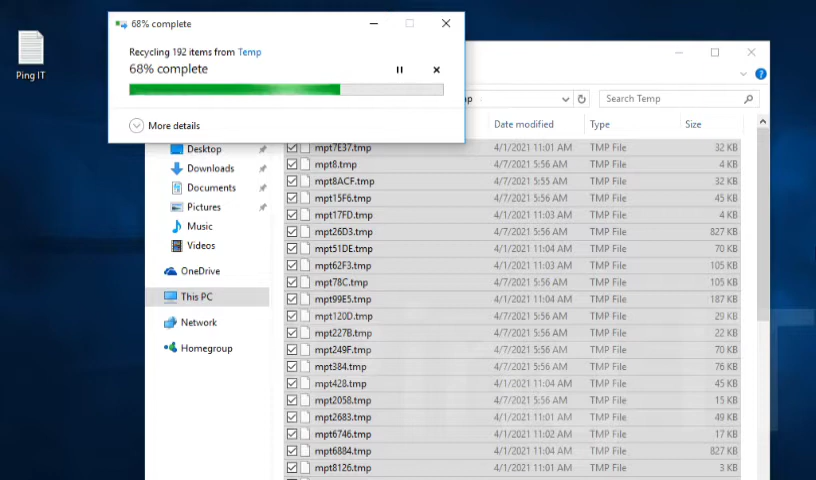 68% complete
Recycling 192 items from Temp
68% complete
More details
Ping IT
Search Temp
Date modified Type Size
Desktop
Downloads
Documents
Pictures
Music
Videos
OneDrive
This PC
Network
Homegroup
mpt7E37.tmp 4/1/2021 11:01 AM TMP File 32 KB
mpt8.tmp 4/7/2021 5:56 AM TMP File 4 KB
mpt8ACF.tmp 4/7/2021 5:55 AM TMP File 32 KB
mpt15F6.tmp 4/7/2021 5:56 AM TMP File 45 KB
mpt17FD.tmp 4/1/2021 11:03 AM TMP File 4 KB
mpt26D3.tmp 4/7/2021 5:56 AM TMP File 827 KB
mpt51DE.tmp 4/1/2021 11:04 AM TMP File 70 KB
mpt62F3.tmp 4/1/2021 11:03 AM TMP File 105 KB
mpt78C.tmp 4/7/2021 5:56 AM TMP File 105 KB
mpt99E5.tmp 4/1/2021 11:04 AM TMP File 187 KB
mpt120D.tmp 4/7/2021 5:56 AM TMP File 29 KB
mpt227B.tmp 4/7/2021 5:56 AM TMP File 22 KB
mpt249F.tmp 4/7/2021 5:56 AM TMP File 70 KB
mpt384.tmp 4/7/2021 5:56 AM TMP File 76 KB
mpt428.tmp 4/1/2021 11:04 AM TMP File 45 KB
mpt2058.tmp 4/7/2021 5:56 AM TMP File 15 KB
mpt2683.tmp 4/1/2021 11:01 AM TMP File 49 KB
mpt6746.tmp 4/1/2021 11:02 AM TMP File 17 KB
mpt6884.tmp 4/1/2021 11:04 AM TMP File 827 KB
mpt8126.tmp 4/1/2021 11:01 AM TMP File 3 KB